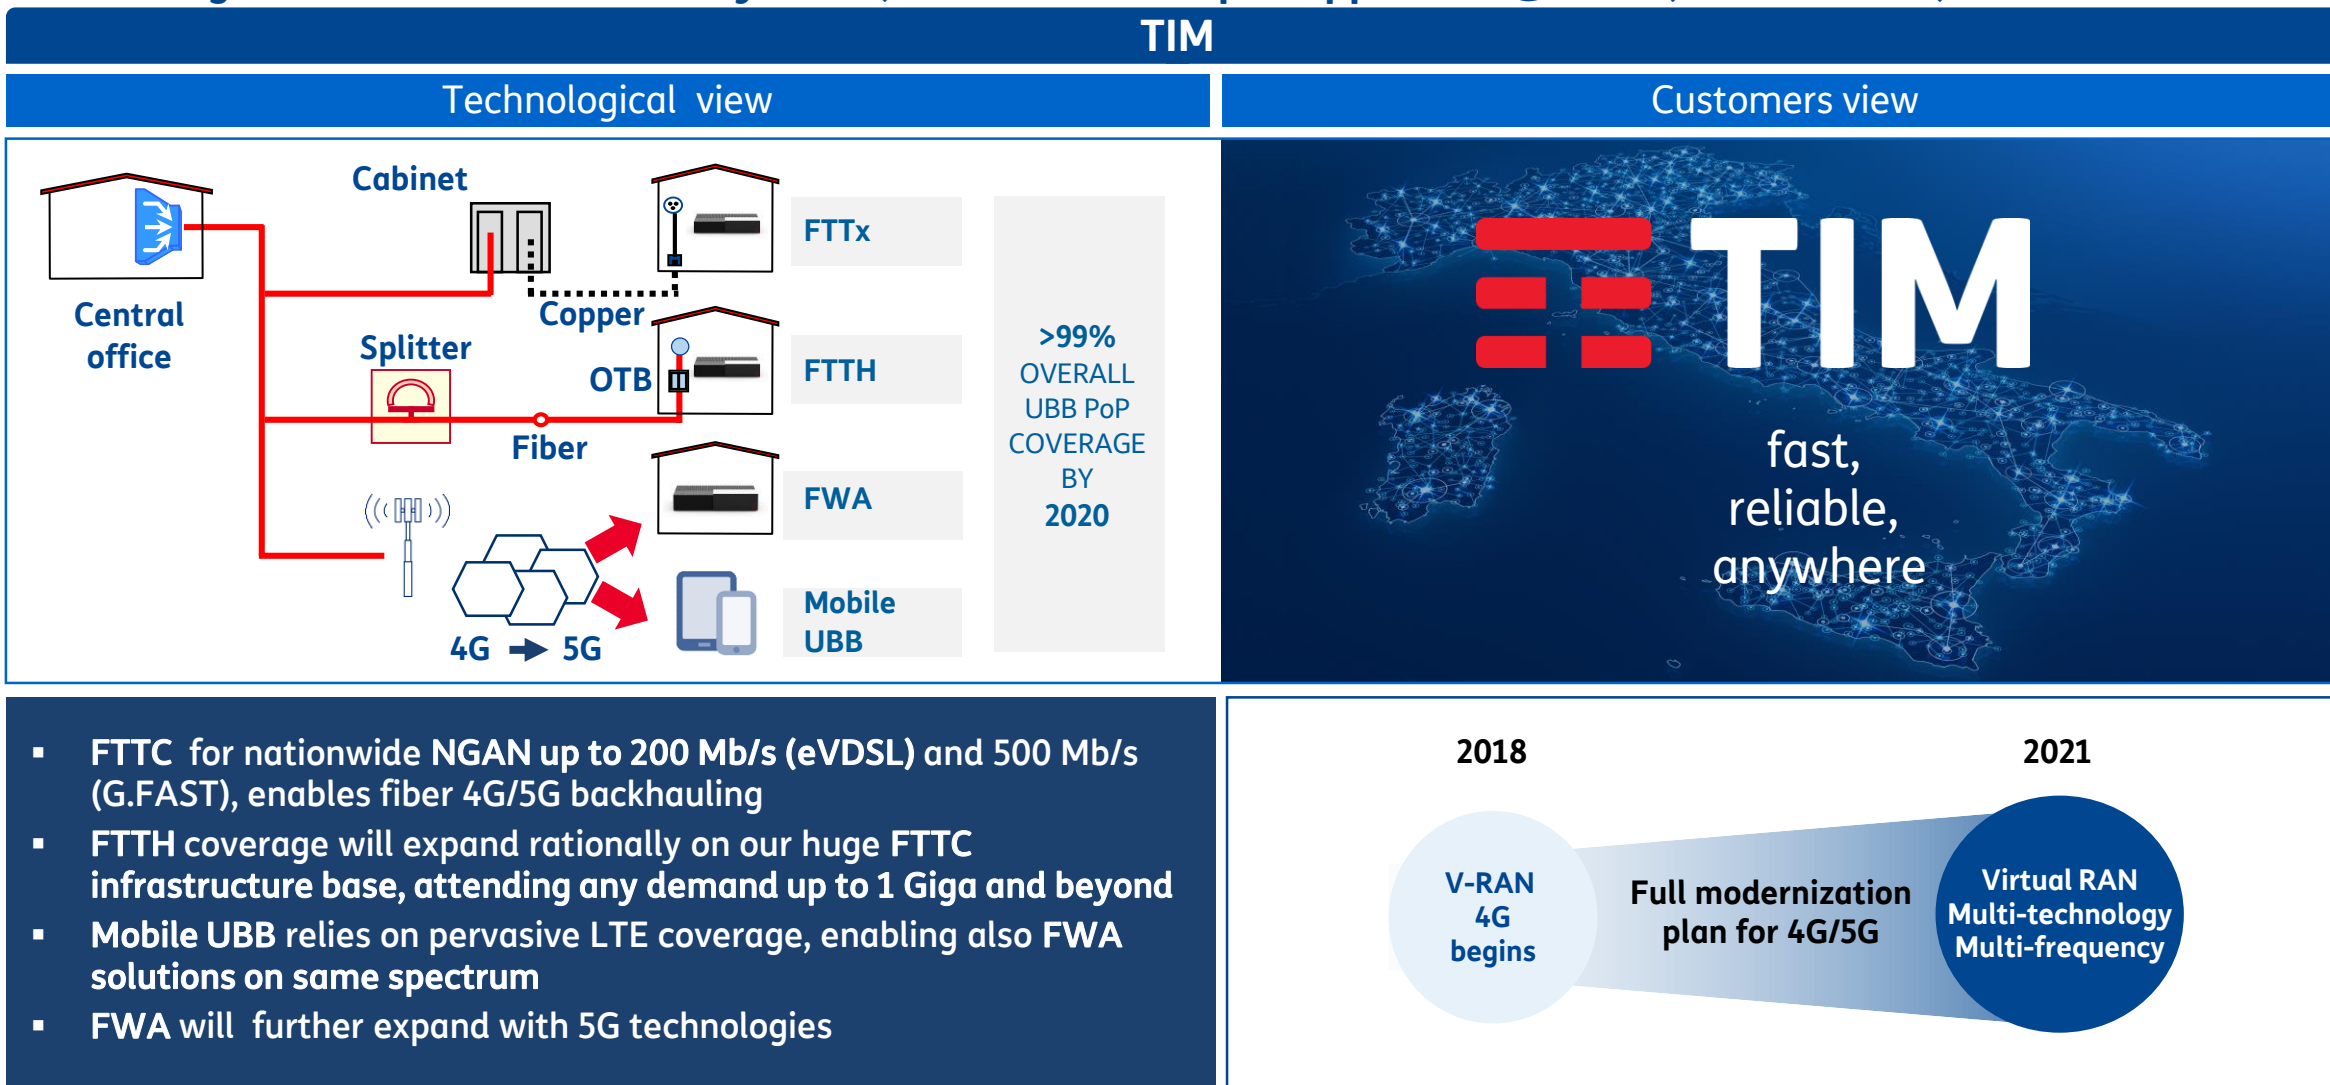 TIM
Technological view
Customers view
Cabinet
Central
office
Copper
Splitter
OTB
Fiber
4G
5G
FTTx
FTTH
FWA
Mobile
UBB
>99%
OVERALL
UBB PoP
COVERAGE
BY
2020
TIM
fast,
reliable,
anywhere
▪ FTTC for nationwide NGAN up to 200 Mb/s (eVDSL) and 500 Mb/s
(G.FAST), enables fiber 4G/5G backhauling
▪ FTTH coverage will expand rationally on our huge FTTC
infrastructure base, attending any demand up to 1 Giga and beyond
▪ Mobile UBB relies on pervasive LTE coverage, enabling also FWA
solutions on same spectrum
▪ FWA will further expand with 5G technologies
2018
2021
V-RAN
4G
begins
Full modernization
plan for 4G/5G
Virtual RAN
Multi-technology
Multi-frequency